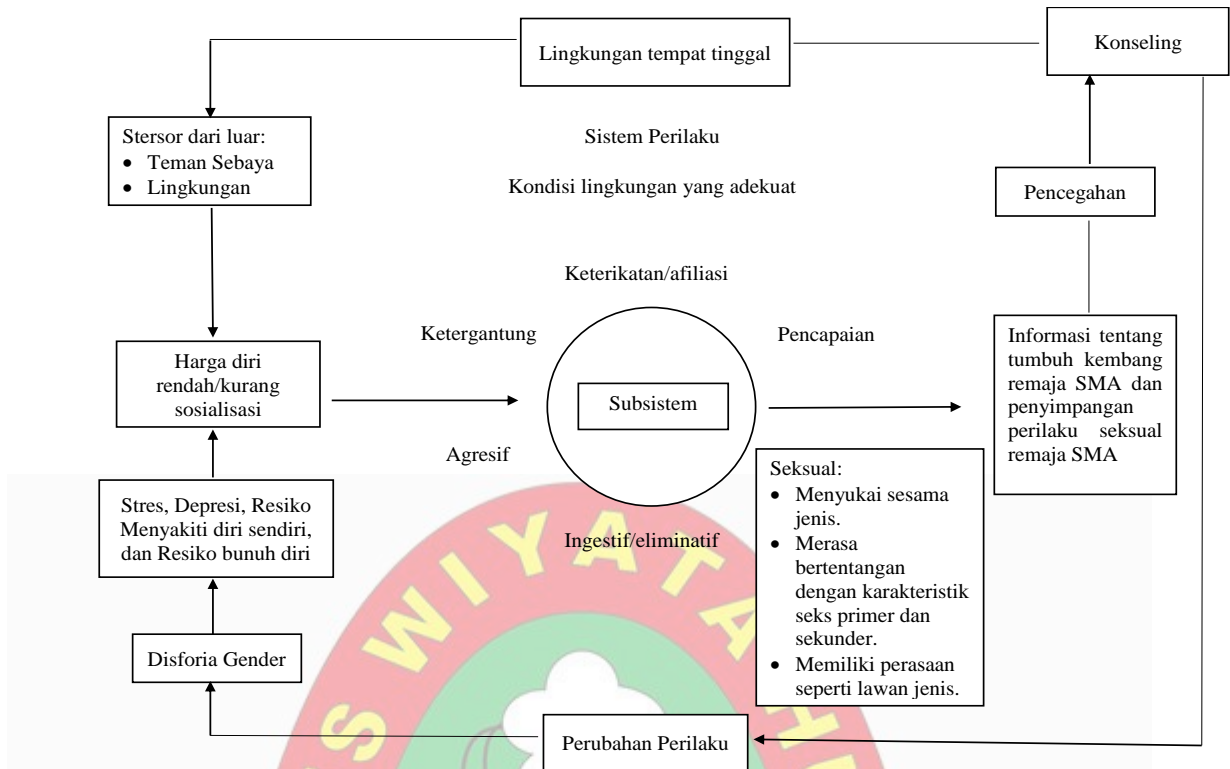 Lingkungan tempat tinggal
Konseling
Stersor dari luar:
• Teman Sebaya
• Lingkungan
Sistem Perilaku
Kondisi lingkungan yang adekuat
Pencegahan
Keterikatan/afiliasi
Ketergantung
Pencapaian
Harga diri
rendah/kurang
sosialisasi
Subsistem
Informasi tentang
tumbuh kembang
remaja SMA dan
penyimpangan
perilaku seksual
remaja SMA
Agresif
Seksual:
• Menyukai sesama
jenis.
• Merasa
bertentangan
dengan karakteristik
seks primer dan
sekunder.
• Memiliki perasaan
seperti lawan jenis.
Stres, Depresi, Resiko
Menyakiti diri sendiri,
dan Resiko bunuh diri
Ingestif/eliminatif
Disforia Gender
Perubahan Perilaku
S WIYATA H